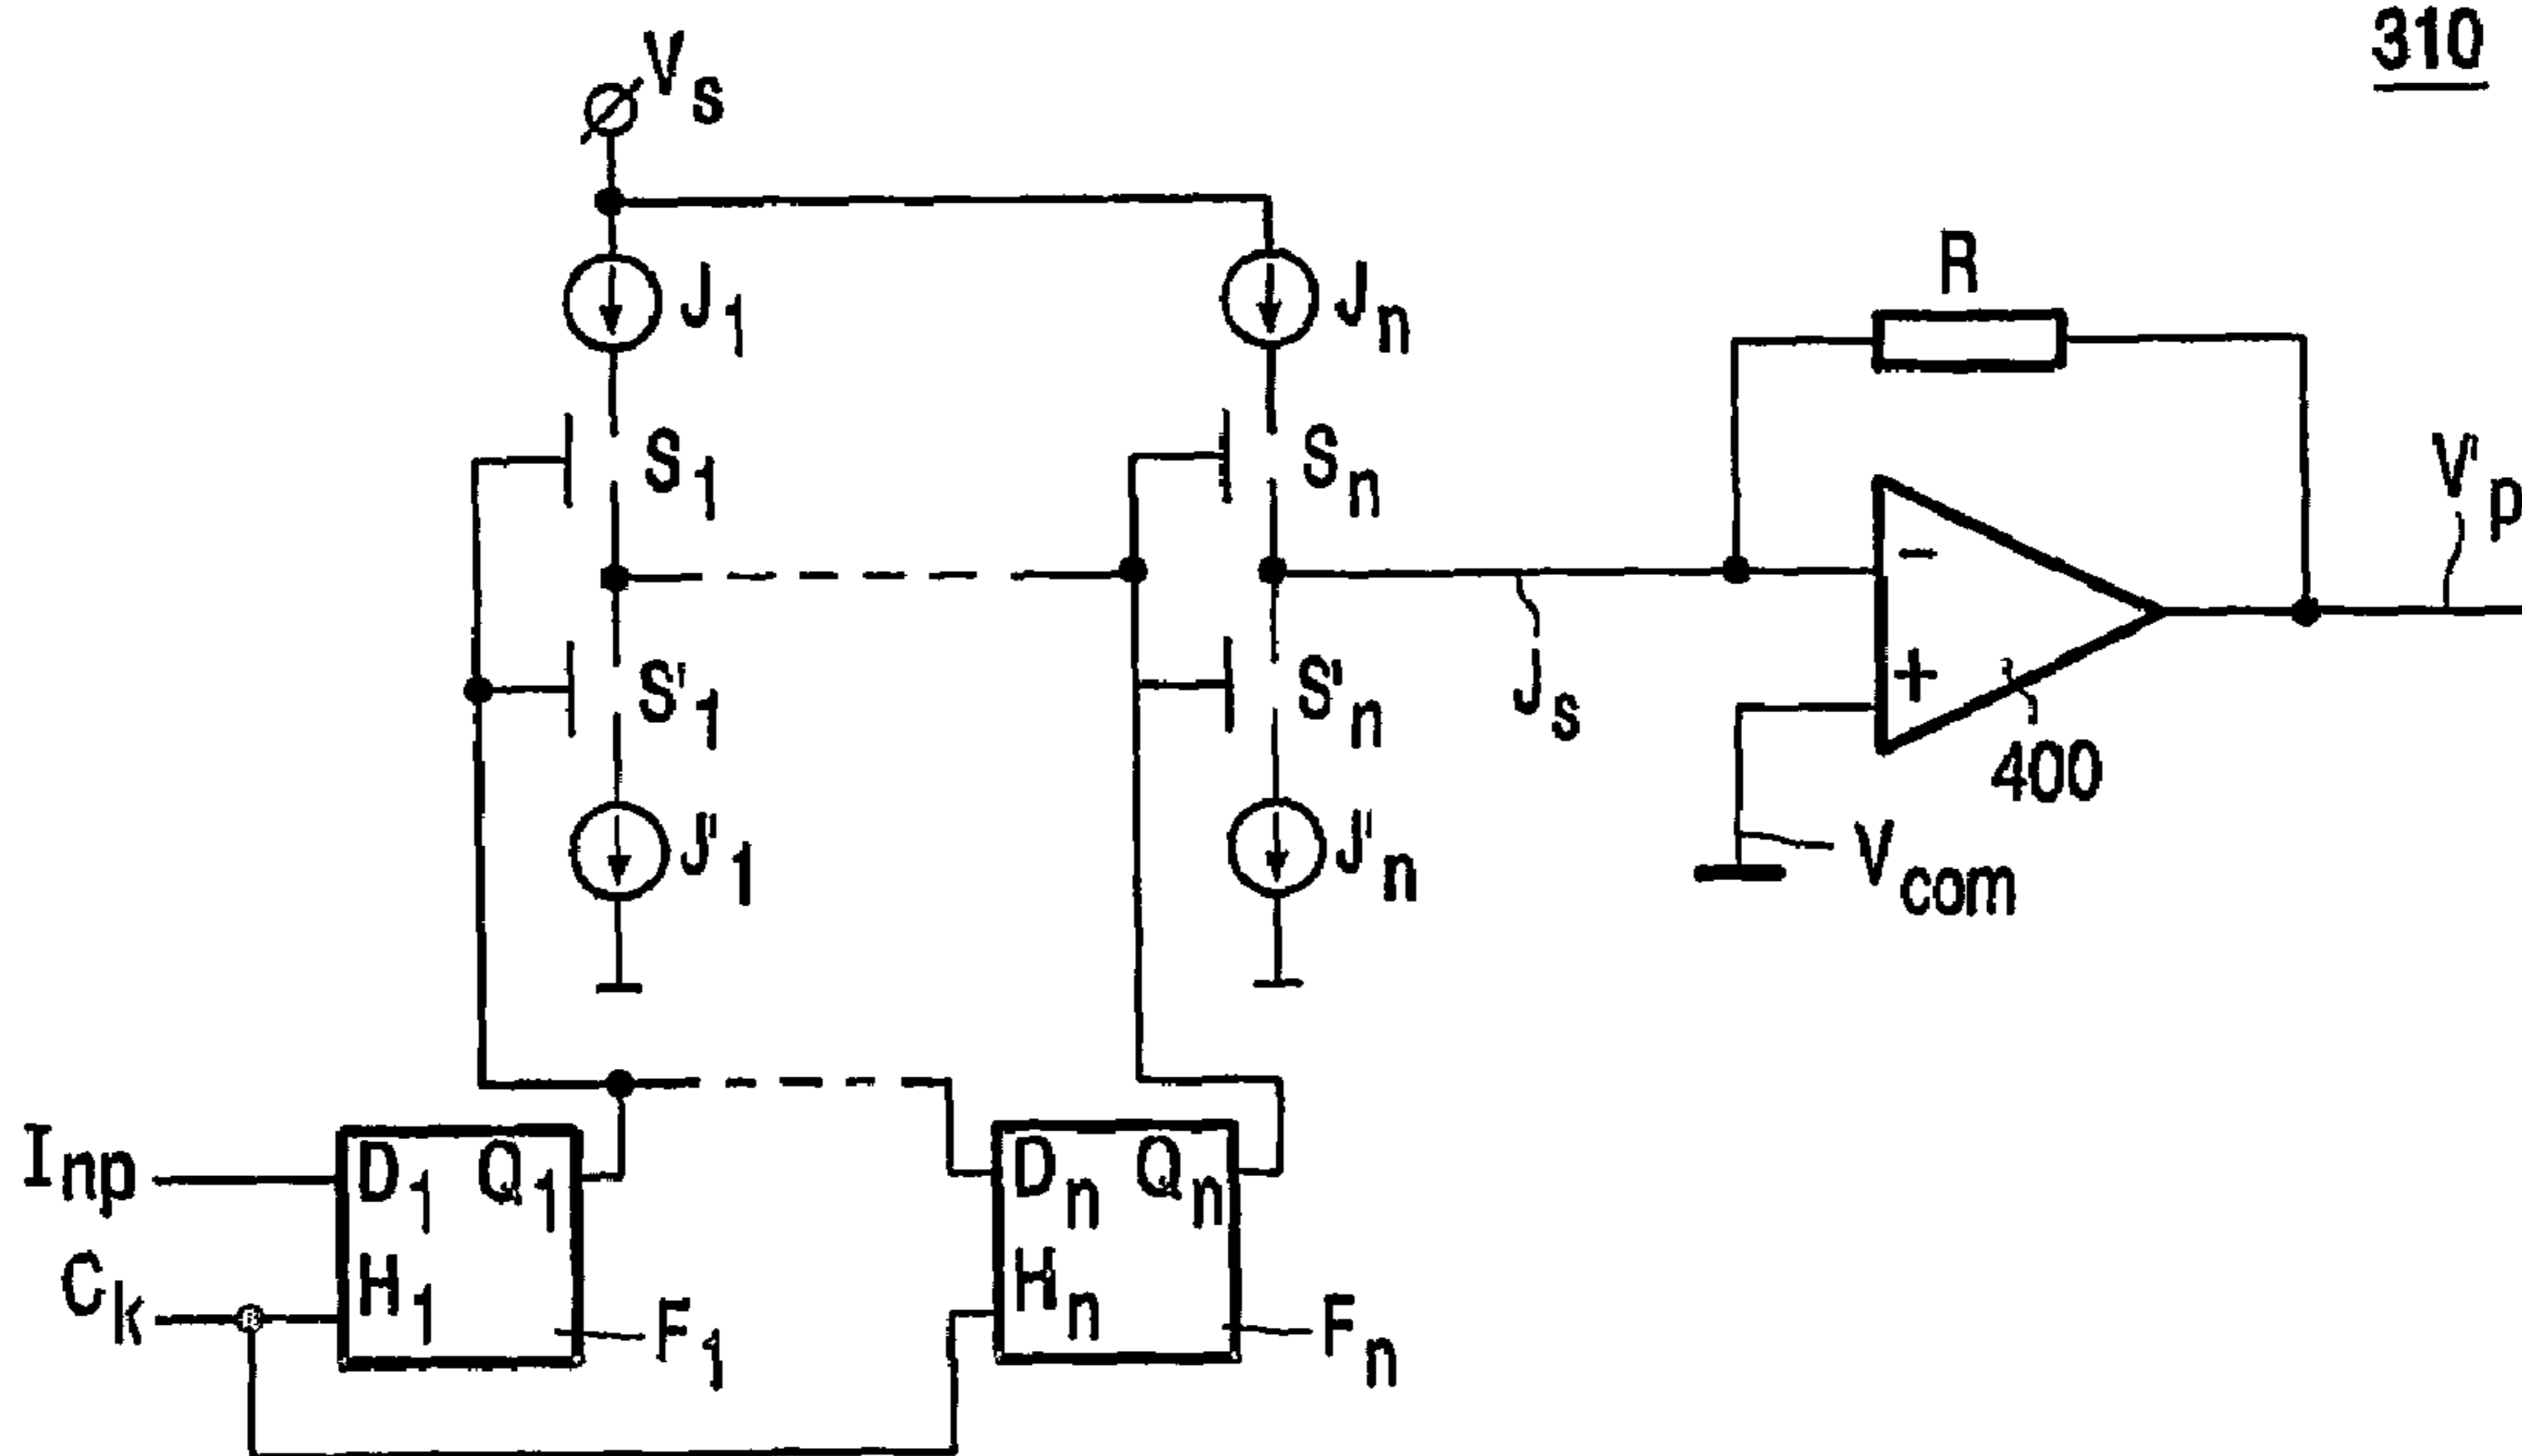 310
Vs
J1
Jn
R
S1
Sn
V'p
-
+
S'1
S'n
Js
400
J'1
J'n
Vcom
Inp
D1 Q1
Dn Qn
Ck
H1
Hn
F1
Fn